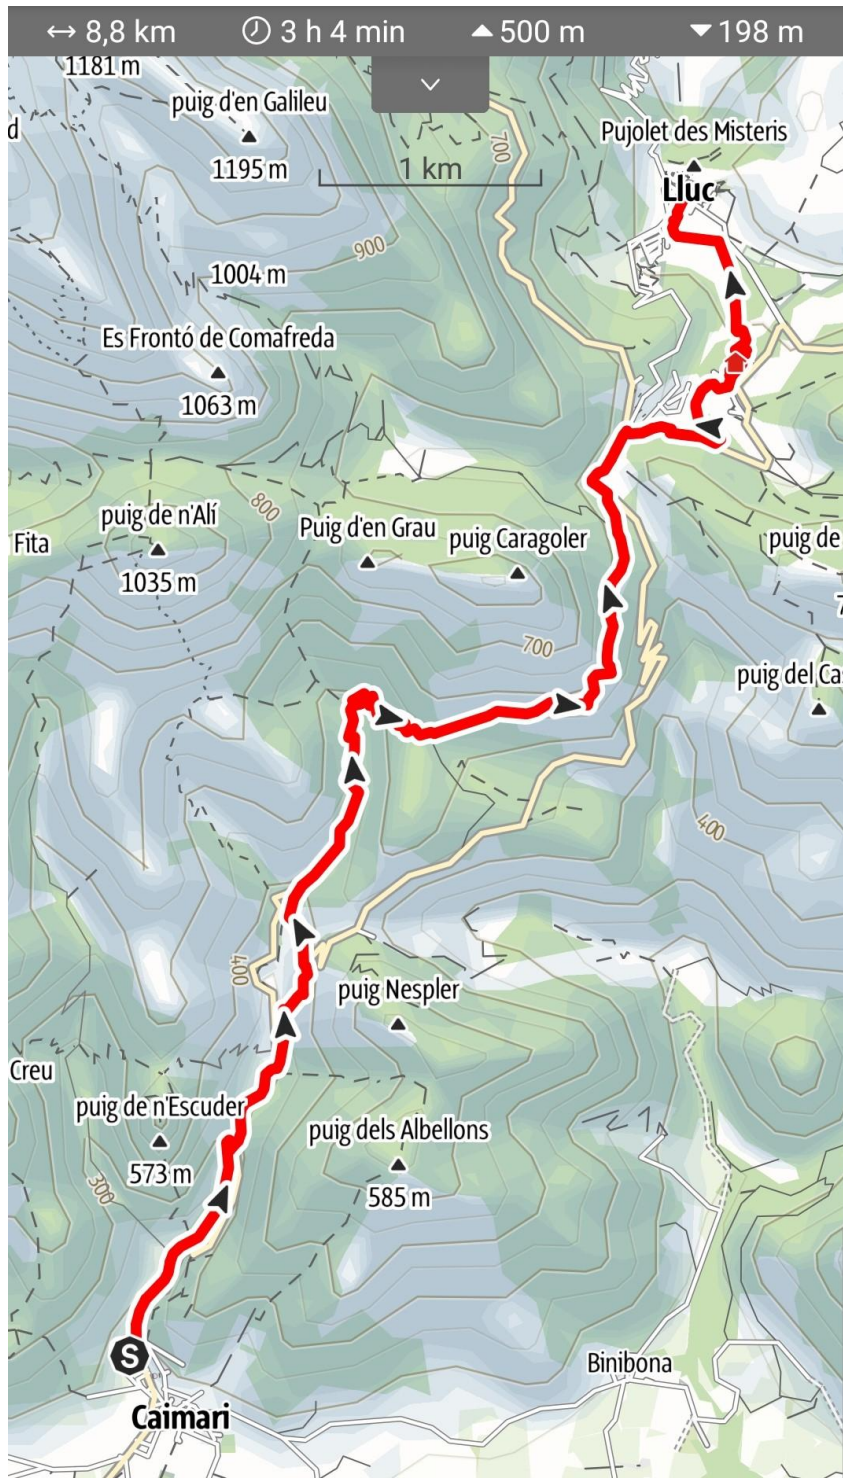 8,8 km
3 h 4 min
500 m
198 m
1181 m
puig d'en Galileu
1195 m
700
Pujolet des Misteris
1 km
Lluc
d
900
1004 m
Es Frontó de Comafreda
1063 m
800
puig de n'Alí
1035 m
Fita
Puig d'en Grau
puig Caragoler
puig de
7
700
puig del Cas
400
400
puig Nespler
Creu
puig de n'Escuder
573 m
puig dels Albellons
585 m
300
S
Binibona
Caimari